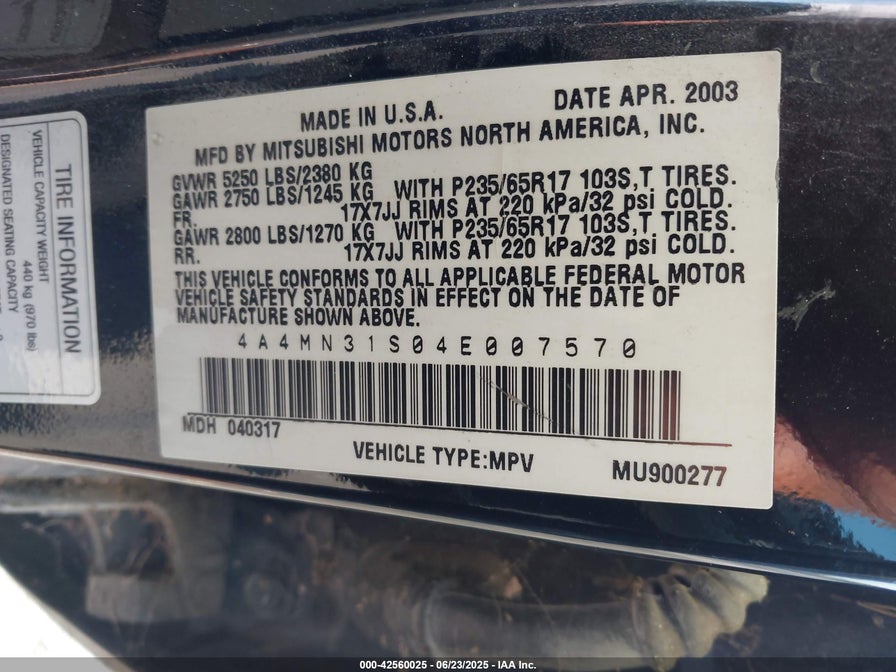 MADE IN U.S.A. DATE APR. 2003
MFD BY MITSUBISHI MOTORS NORTH AMERICA, INC.
GVWR 5250 LBS/2380 KG
GAWR 2750 LBS/1245 KG WITH P235/65R17 103S,T TIRES.
FR. 17X7JJ RIMS AT 220 kPa/32 psi COLD.
GAWR 2800 LBS/1270 KG WITH P235/65R17 103S,T TIRES.
RR. 17X7JJ RIMS AT 220 kPa/32 psi COLD.
THIS VEHICLE CONFORMS TO ALL APPLICABLE FEDERAL MOTOR
VEHICLE SAFETY STANDARDS IN EFFECT ON THE DATE OF
MANUFACTURE SHOWN ABOVE.
4A4MN31S04E007570
MDH 040317
VEHICLE TYPE:MPV
MU900277
TIRE INFORMATION
VEHICLE CAPACITY WEIGHT
440 kg (970 lbs)
DESIGNATED SEATING CAPACITY
000-42560025 - 06/23/2025 - IAA Inc.